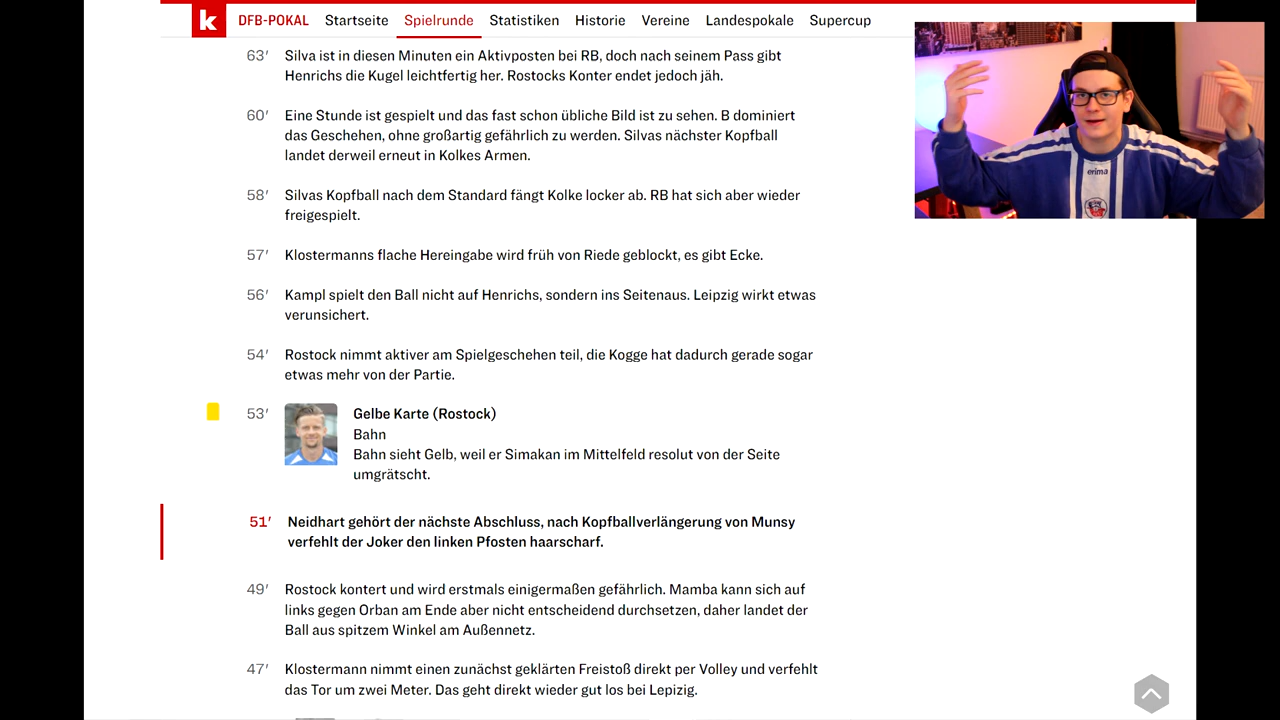 k DFB-POKAL Startseite Spielrunde Statistiken Historie Vereine Landespokale Supercup
63' Silva ist in diesen Minuten ein Aktivposten bei RB, doch nach seinem Pass gibt
Henrichs die Kugel leichtfertig her. Rostocks Konter endet jedoch jäh.
60' Eine Stunde ist gespielt und das fast schon übliche Bild ist zu sehen. B dominiert
das Geschehen, ohne großartig gefährlich zu werden. Silvas nächster Kopfball
landet derweil erneut in Kolkes Armen.
58' Silvas Kopfball nach dem Standard fängt Kolke locker ab. RB hat sich aber wieder
freigespielt.
57' Klostermanns flache Hereingabe wird früh von Riede geblockt, es gibt Ecke.
56' Kampl spielt den Ball nicht auf Henrichs, sondern ins Seitenaus. Leipzig wirkt etwas
verunsichert.
54' Rostock nimmt aktiver am Spielgeschehen teil, die Kogge hat dadurch gerade sogar
etwas mehr von der Partie.
53' Gelbe Karte (Rostock)
Bahn
Bahn sieht Gelb, weil er Simakan im Mittelfeld resolut von der Seite
umgrätscht.
51' Neidhart gehört der nächste Abschluss, nach Kopfballverlängerung von Munsy
verfehlt der Joker den linken Pfosten haarscharf.
49' Rostock kontert und wird erstmals einigermaßen gefährlich. Mamba kann sich auf
links gegen Orban am Ende aber nicht entscheidend durchsetzen, daher landet der
Ball aus spitzem Winkel am Außennetz.
47' Klostermann nimmt einen zunächst geklärten Freistoß direkt per Volley und verfehlt
das Tor um zwei Meter. Das geht direkt wieder gut los bei Lepizig.
erima